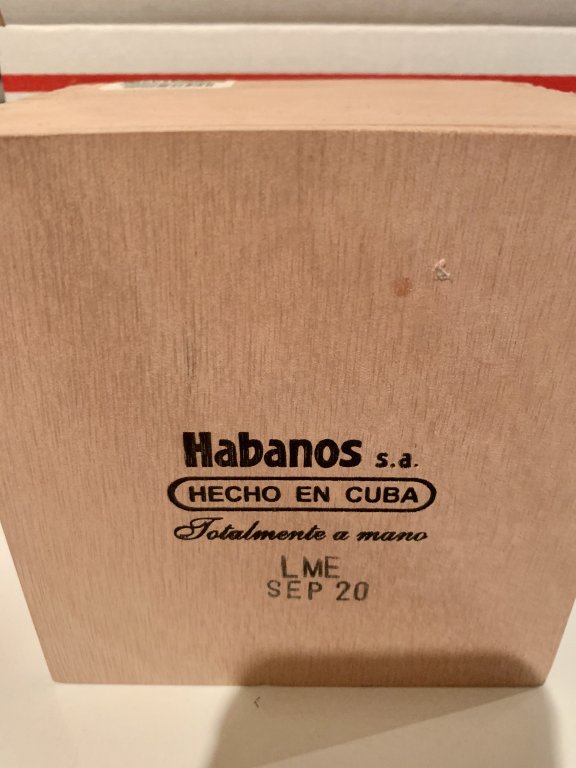 Habanos s.a.
HECHO EN CUBA
Totalmente a mano
LME
SEP 20